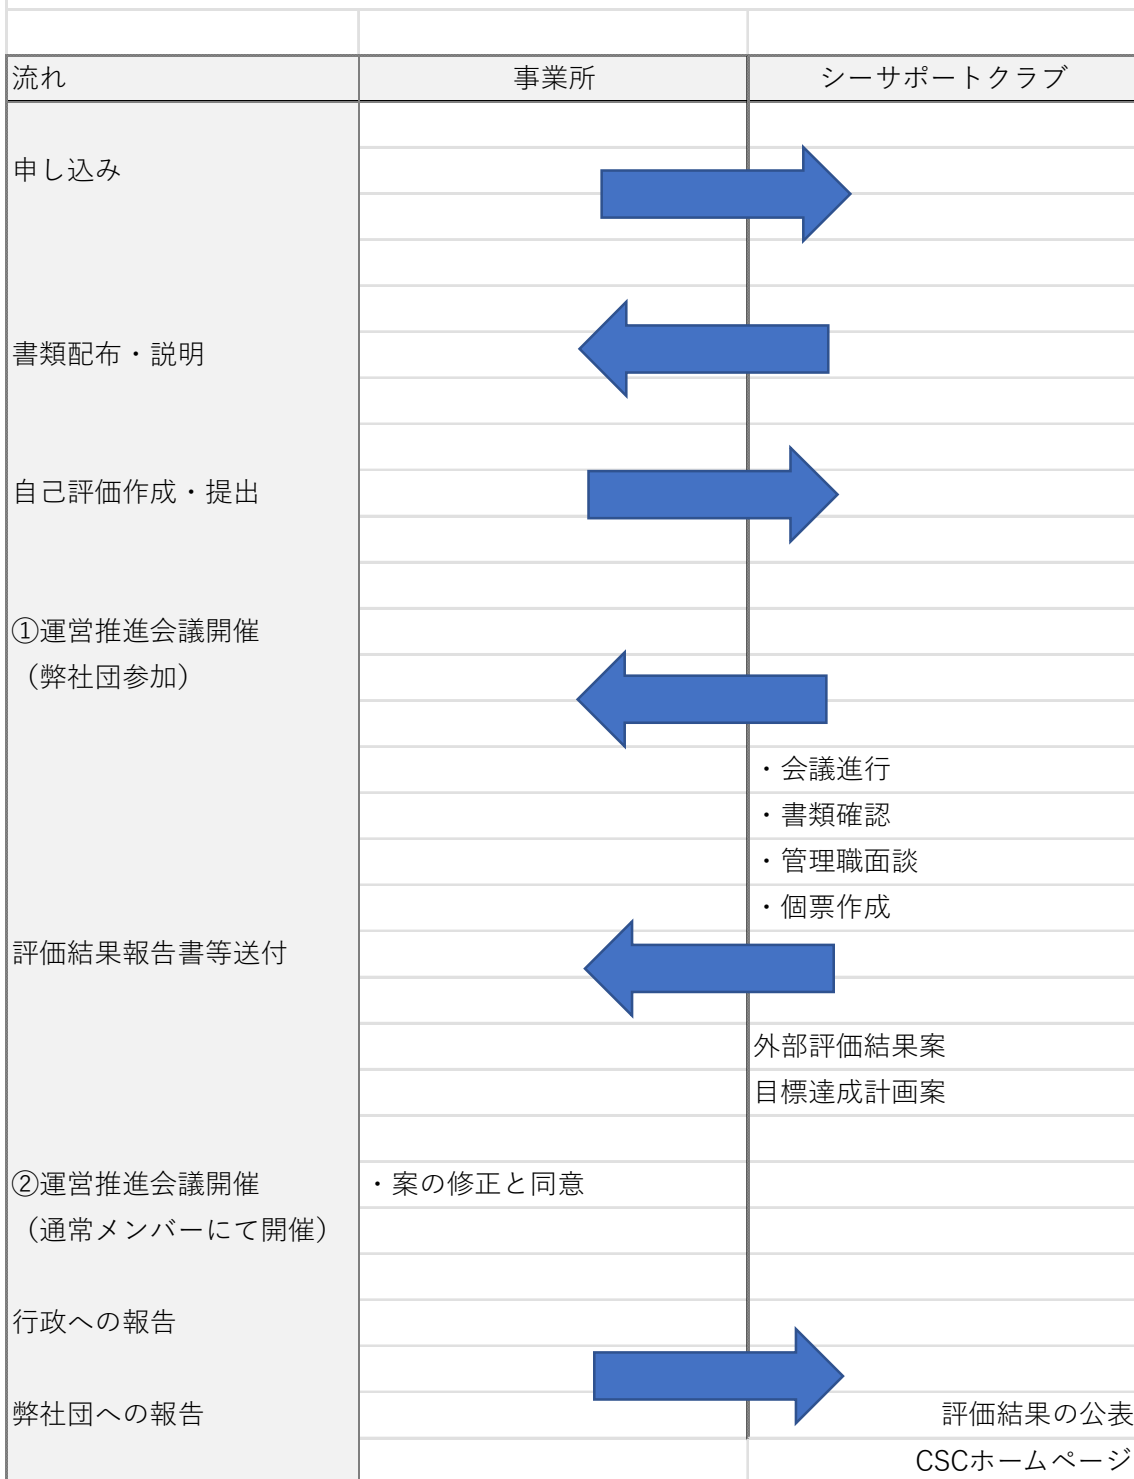 流れ
事業所
シーサポートクラブ
申し込み
書類配布・説明
自己評価作成・提出
①運営推進会議開催
（弊社団参加）
・会議進行
・書類確認
・管理職面談
・個票作成
評価結果報告書等送付
外部評価結果案
目標達成計画案
②運営推進会議開催
・案の修正と同意
（通常メンバーにて開催）
行政への報告
弊社団への報告
評価結果の公表
CSCホームページ